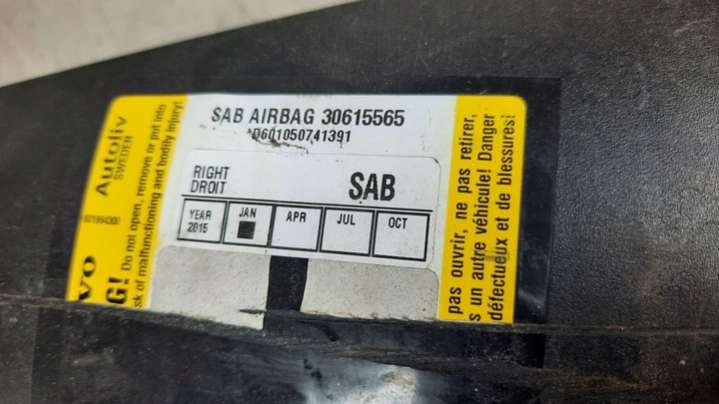 SAB AIRBAG 30615565
*D601050741391
RIGHT
DROIT
SAB
YEAR
2015
JAN
APR
JUL
OCT
Autoliv
SWEDEN
VO
G! Do not open, remove or put into
sk of malfunctioning and bodily injury!
pas ouvrir, ne pas retirer,
s un autre véhicule! Danger
défectueux et de blessures!